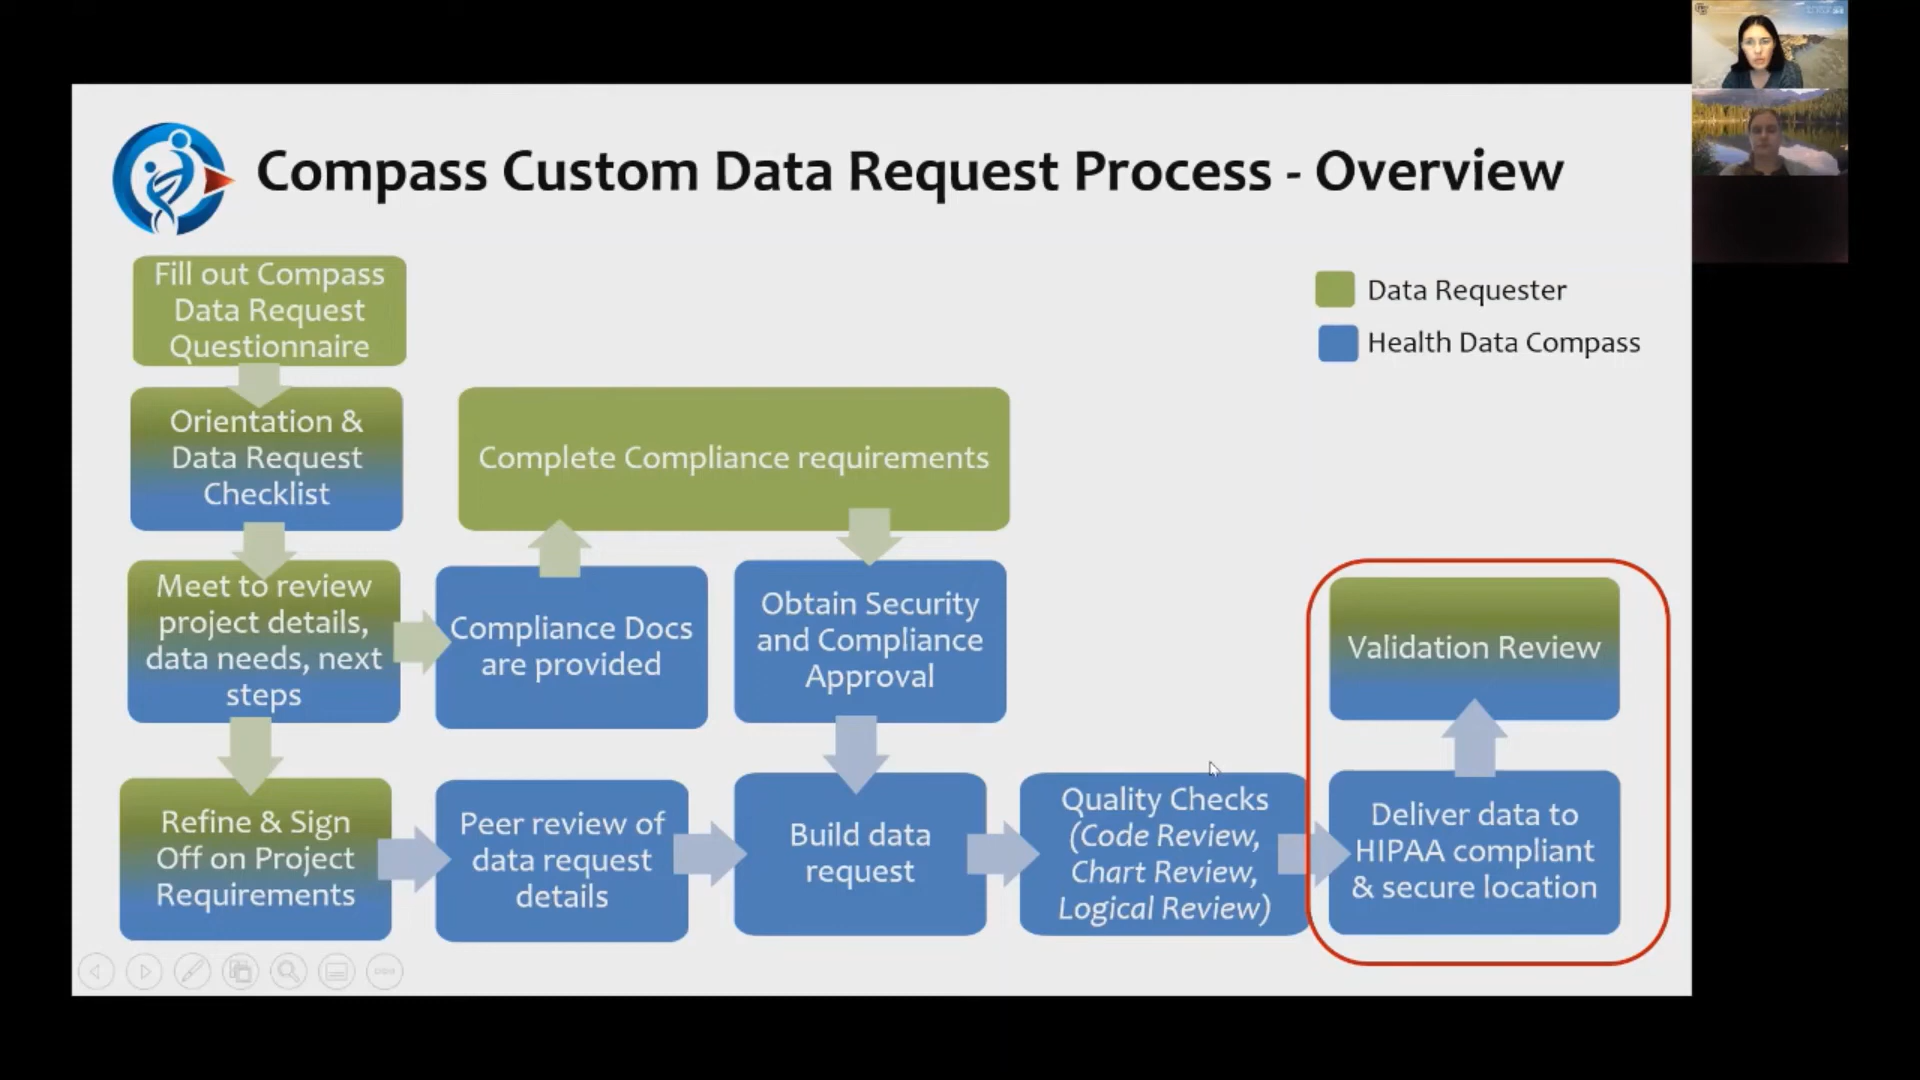 Compass Custom Data Request Process - Overview
Fill out Compass
Data Request
Questionnaire
Data Requester
Health Data Compass
Orientation &
Data Request
Checklist
Complete Compliance requirements
Meet to review
project details,
data needs, next
steps
Compliance Docs
are provided
Obtain Security
and Compliance
Approval
Validation Review
Refine & Sign
Off on Project
Requirements
Peer review of
data request
details
Build data
request
Quality Checks
(Code Review,
Chart Review,
Logical Review)
Deliver data to
HIPAA compliant
& secure location